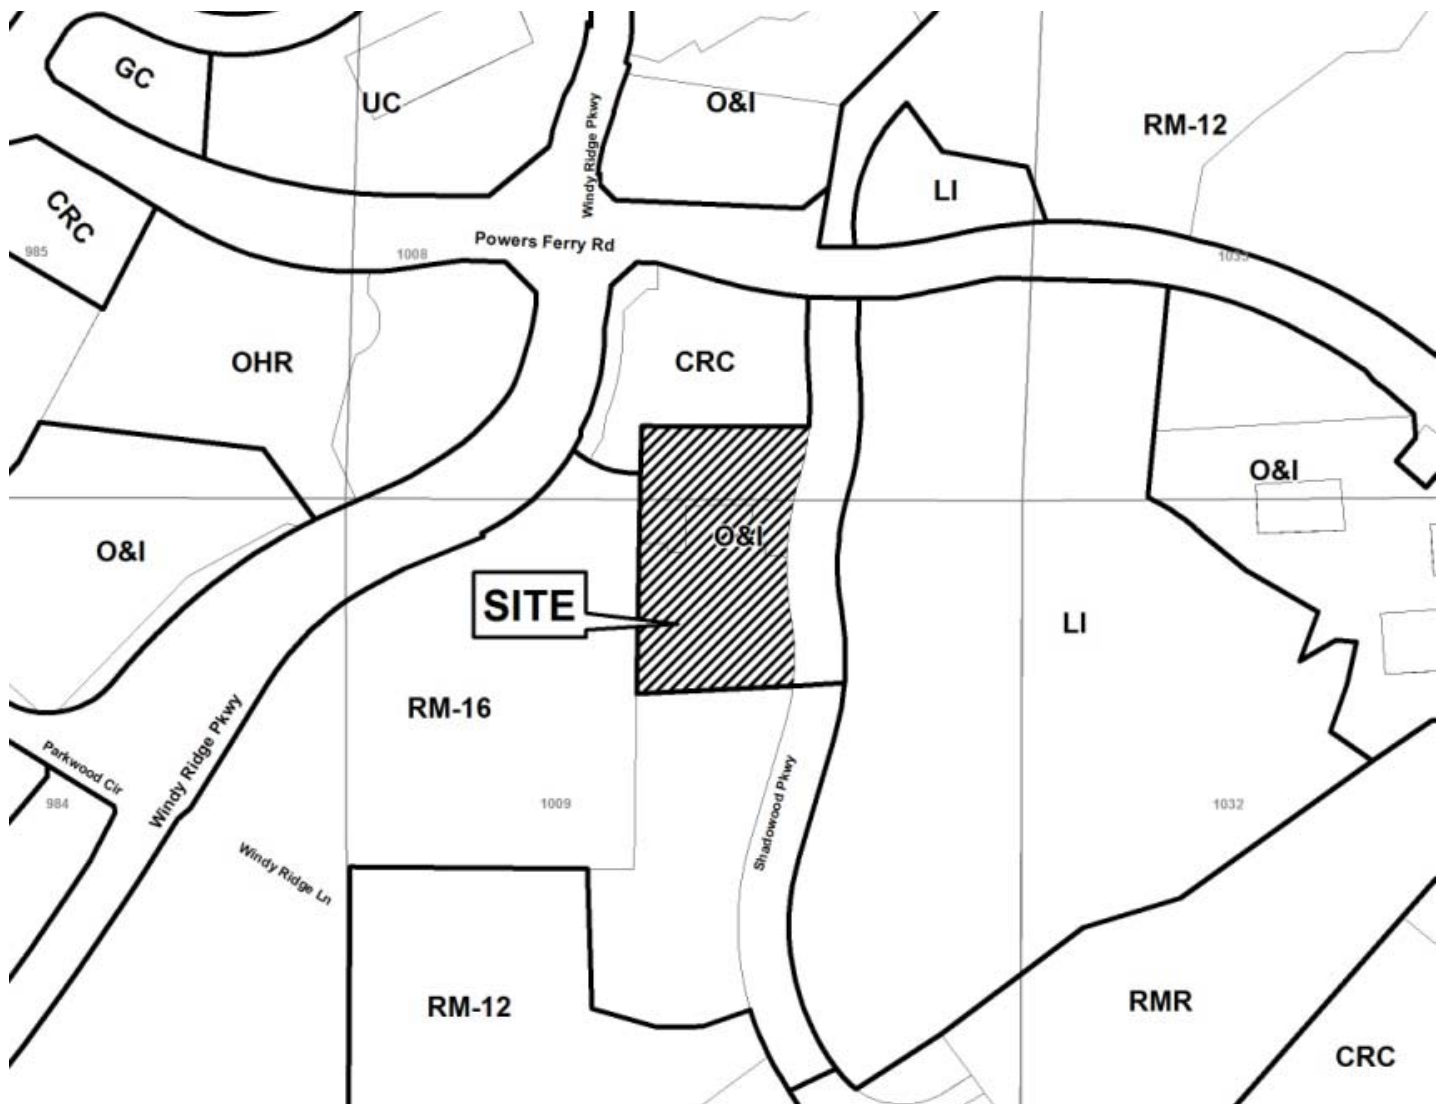 GC
UC
O&I
Windy Ridge Pkwy
RM-12
LI
CRC
985
1008
Powers Ferry Rd
1033
OHR
CRC
O&I
O&I
O&I
SITE
LI
RM-16
Windy Ridge Pkwy
Parkwood Cir
984
1009
Shadowood Pkwy
1032
Windy Ridge Ln
RM-12
RMR
CRC